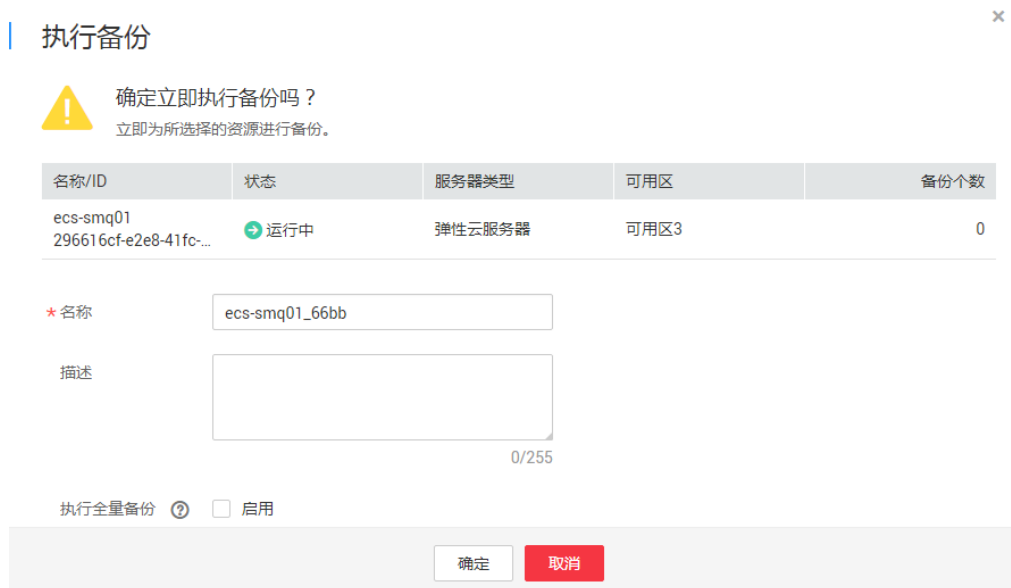 执行备份
确定立即执行备份吗？
立即为所选择的资源进行备份。
名称/ID 状态 服务器类型 可用区 备份个数
ecs-smq01
296616cf-e2e8-41fc-... 运行中 弹性云服务器 可用区3 0
* 名称 ecs-smq01_66bb
描述
0/255
执行全量备份 ? 启用
确定 取消